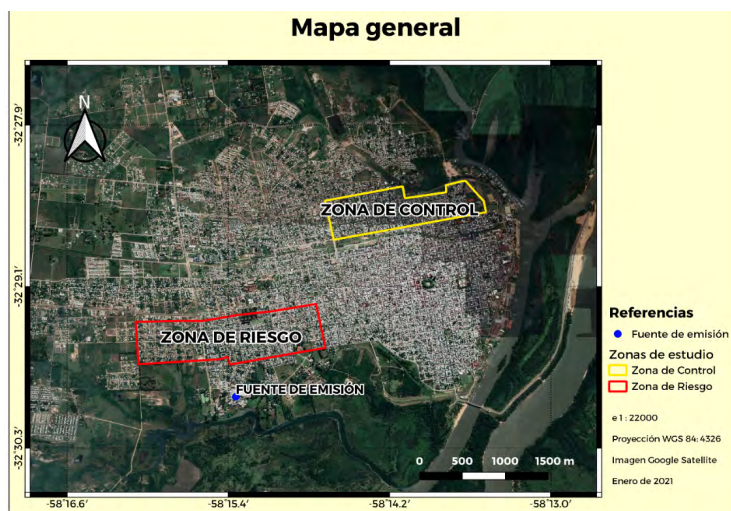 Mapa general
N
ZONA DE CONTROL
ZONA DE RIESGO
FUENTE DE EMISIÓN
-32°27.9'
-32°29.1'
-32°30.3'
-58°16.6'
-58°15.4'
-58°14.2'
-58°13.0'
0 500 1000 1500 m
Referencias
Fuente de emisión
Zonas de estudio
Zona de Control
Zona de Riesgo
e 1 : 22000
Proyección WGS 84: 4326
Imagen Google Satellite
Enero de 2021